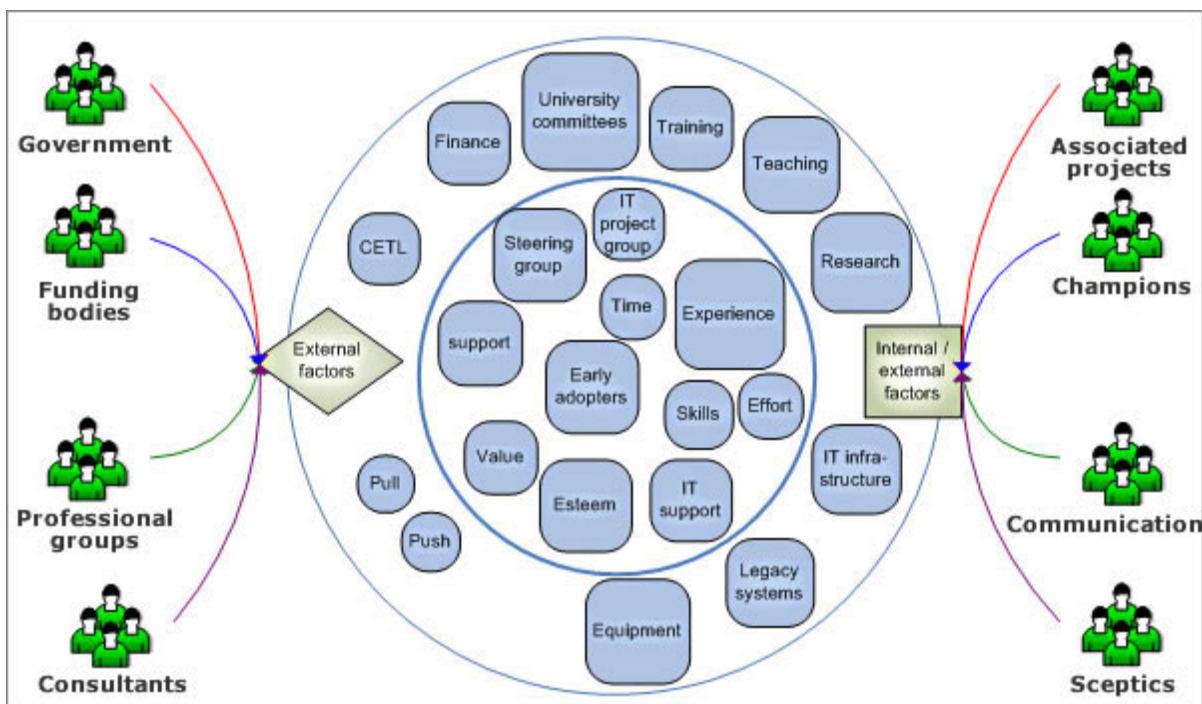 Government
Funding
bodies
Professional
groups
Consultants
External
factors
Finance
University
committees
Training
Teaching
CETL
Research
IT infra-
structure
Legacy
systems
Equipment
Push
Pull
Steering
group
IT
project
group
Time
Experience
support
Early
adopters
Skills
Effort
Value
Esteem
IT
support
Internal /
external
factors
Associated
projects
Champions
Communication
Sceptics